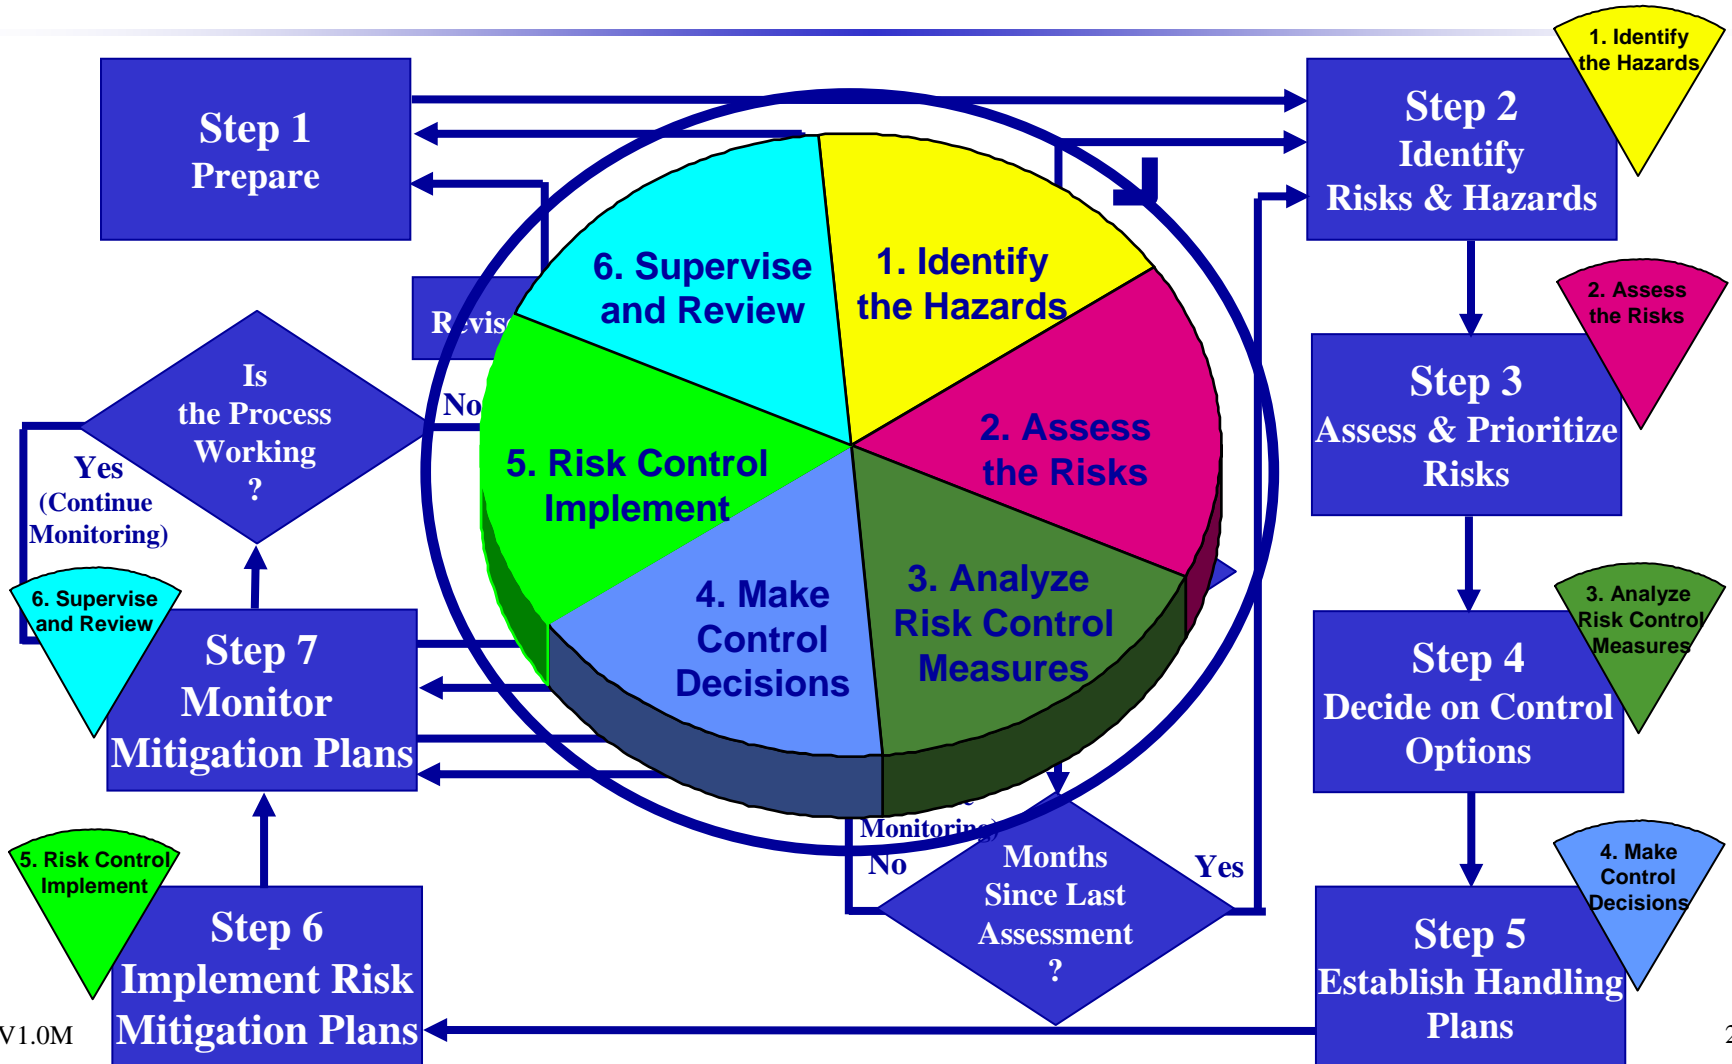 1. Identify
the Hazards
Step 1
Prepare
Step 2
Identify
Risks & Hazards
6. Supervise
and Review
1. Identify
the Hazards
2. Assess
the Risks
Is
the Process
Working
?
No
Yes
(Continue
Monitoring)
5. Risk Control
Implement
2. Assess
the Risks
Step 3
Assess & Prioritize
Risks
4. Make
Control
Decisions
3. Analyze
Risk Control
Measures
3. Analyze
Risk Control
Measures
6. Supervise
and Review
Step 7
Monitor
Mitigation Plans
Step 4
Decide on Control
Options
Monitoring)
No
Months
Since Last
Assessment
?
Yes
5. Risk Control
Implement
Step 6
Implement Risk
Mitigation Plans
4. Make
Control
Decisions
Step 5
Establish Handling
Plans
V1.0M
2